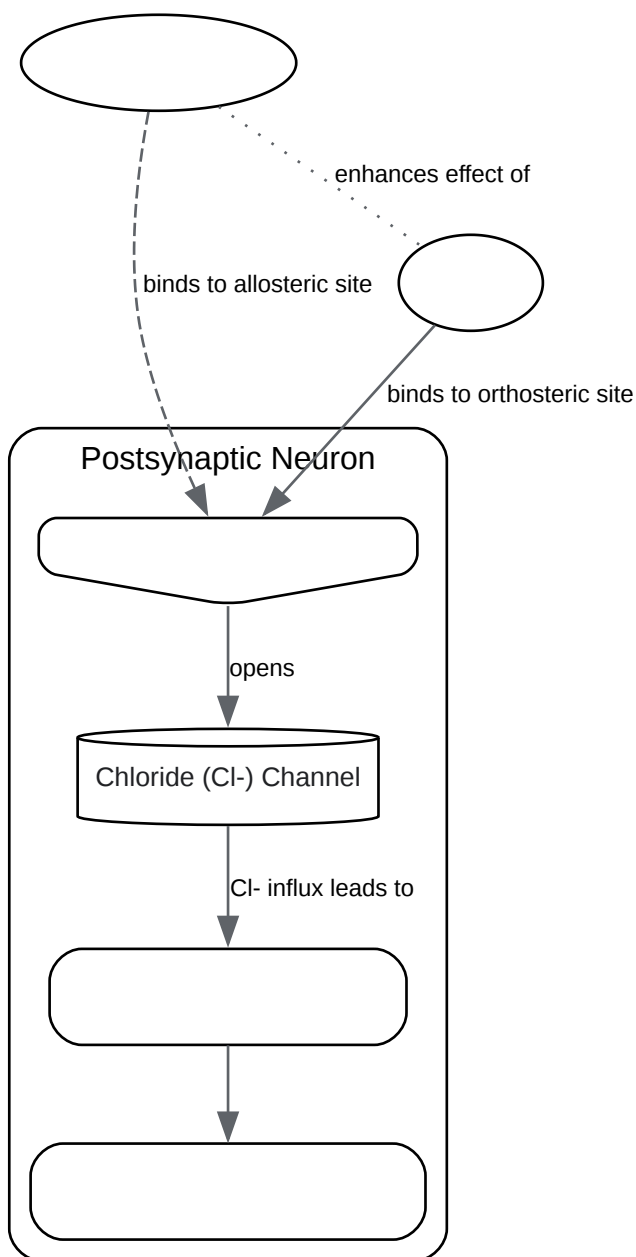 enhances effect of
binds to allosteric site
binds to orthosteric site
Postsynaptic Neuron
opens
Chloride (Cl-) Channel
Cl- influx leads to